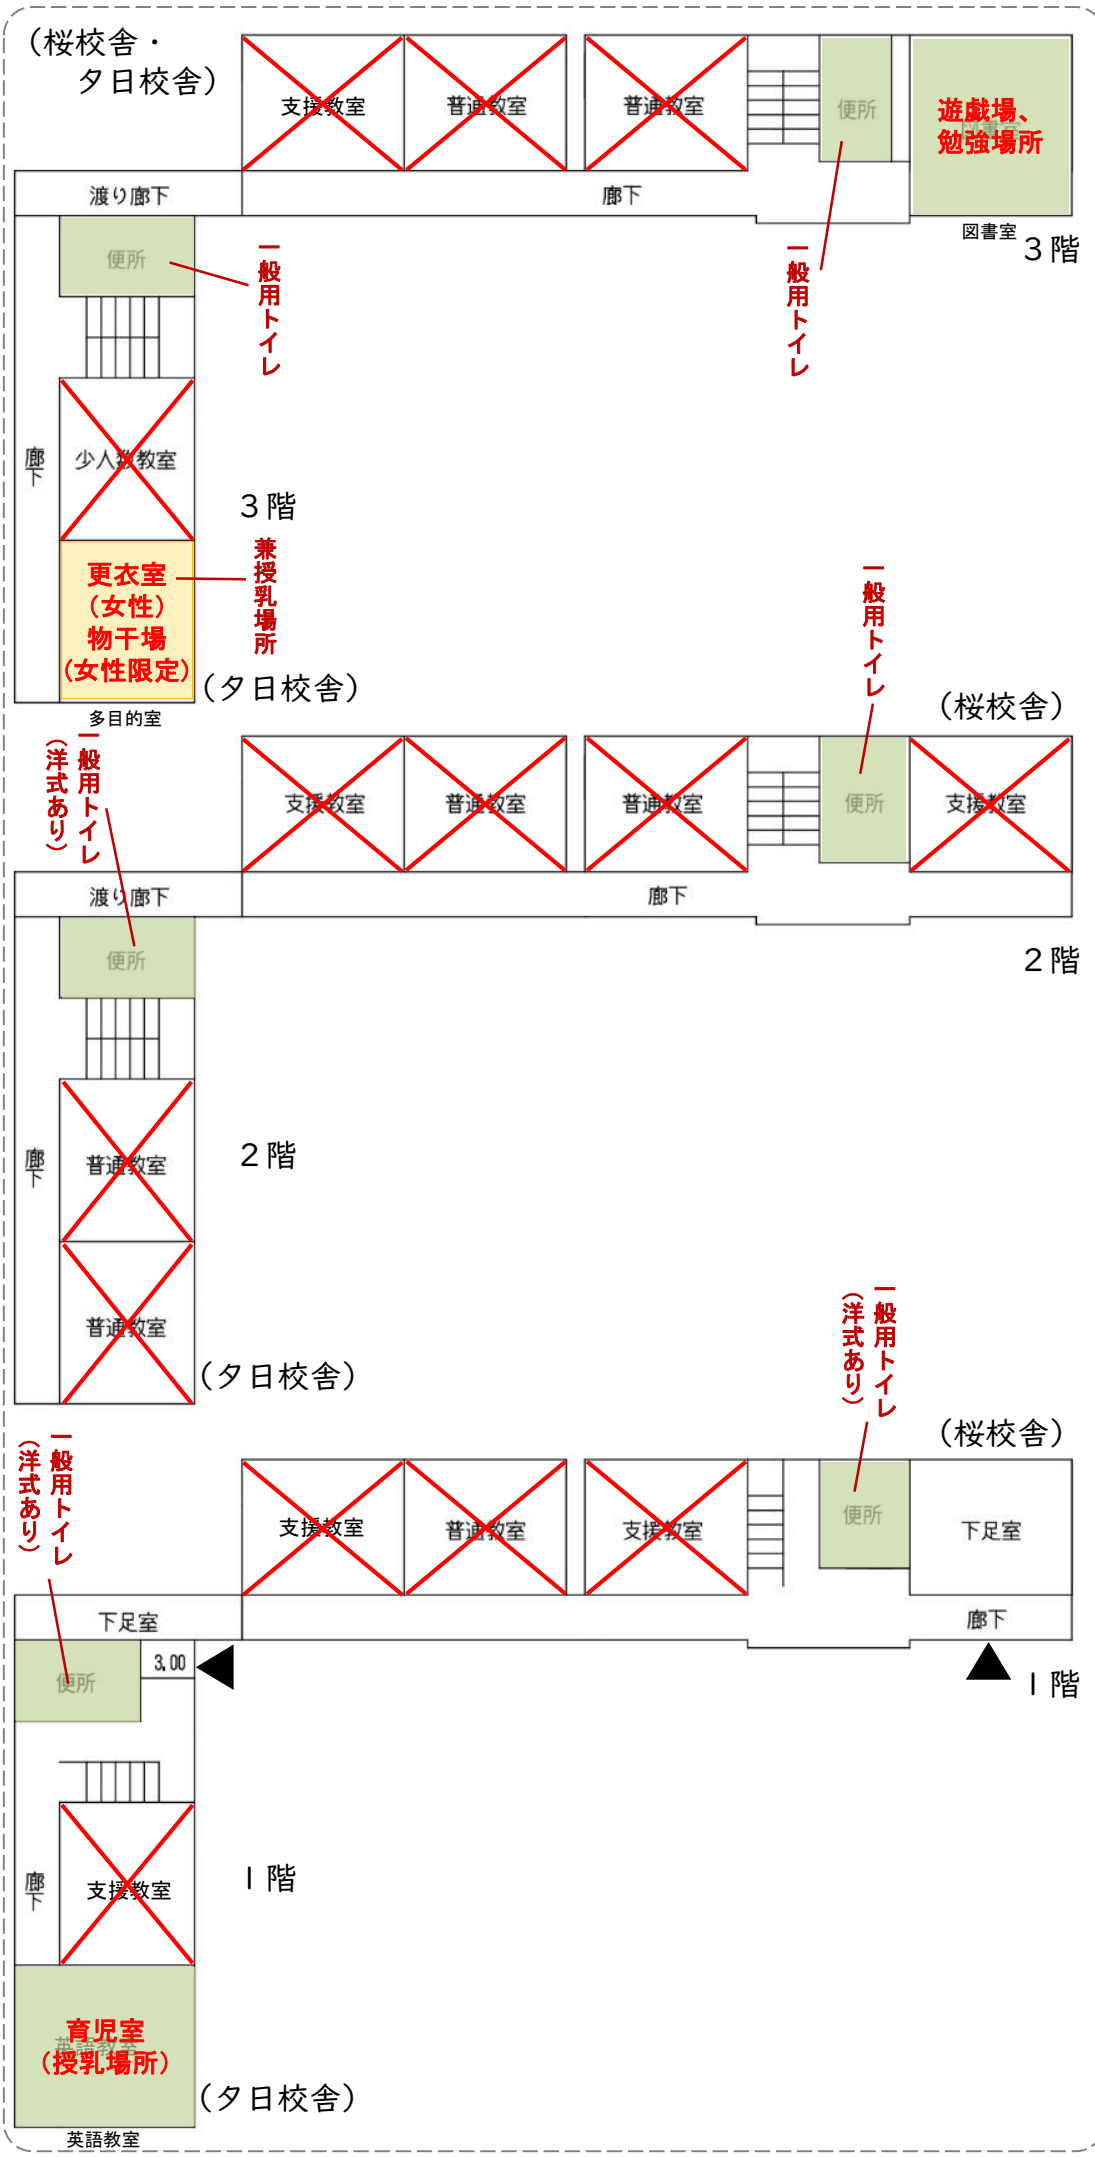 （桜校舎・
夕日校舎）
支援教室
普通教室
普通教室
便所
遊戯場、
勉強場所
図書室
渡り廊下
廊下
図書室
3階
便所
一般用トイレ
一般用トイレ
廊下
少人数教室
3階
更衣室
（女性）
物干場
（女性限定）
兼授乳場所
（夕日校舎）
多目的室
一般用トイレ
（桜校舎）
一般用トイレ
（洋式あり）
支援教室
普通教室
普通教室
便所
支援教室
渡り廊下
廊下
便所
2階
廊下
普通教室
2階
普通教室
（夕日校舎）
一般用トイレ
（洋式あり）
（桜校舎）
一般用トイレ
（洋式あり）
支援教室
普通教室
支援教室
便所
下足室
下足室
廊下
便所
3.00
1階
廊下
支援教室
1階
育児室
（授乳場所）
英語教室
（夕日校舎）
英語教室